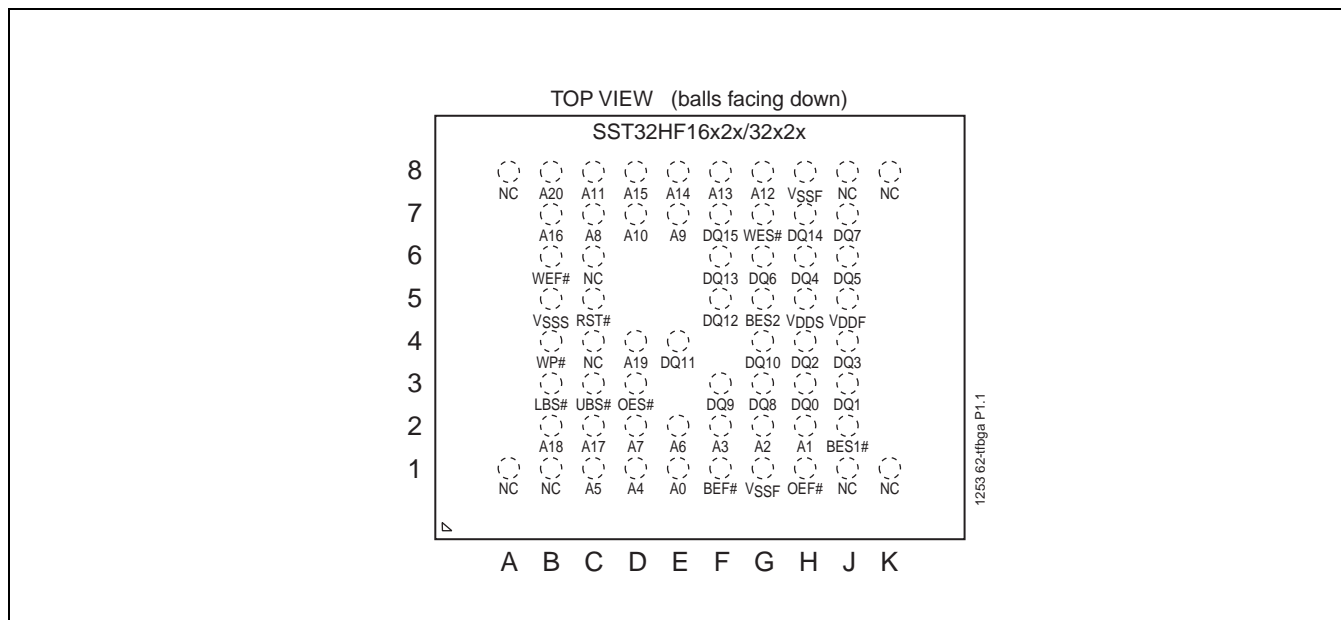 TOP VIEW (balls facing down)
SST32HF16x2x/32x2x
8
NC A20 A11 A15 A14 A13 A12 VSSF NC NC
7
A16 A8 A10 A9 DQ15 WES# DQ14 DQ7
6
WEF# NC DQ13 DQ6 DQ4 DQ5
5
VSSS RST# DQ12 BES2 VDDS VDDF
4
WP# NC A19 DQ11 DQ10 DQ2 DQ3
3
LBS# UBS# OES# DQ9 DQ8 DQ0 DQ1
2
A18 A17 A7 A6 A3 A2 A1 BES1#
1
NC NC A5 A4 A0 BEF# VSSF OEF# NC NC
A B C D E F G H J K
1253 62-tfbga P1.1